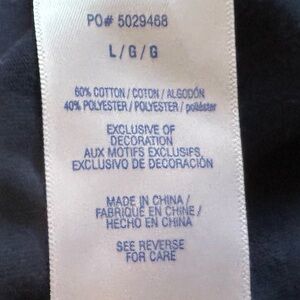 PO# 5029468
L / G / G
60% COTTON / COTON / ALGODÓN
40% POLYESTER / POLYESTER / poliéster
EXCLUSIVE OF
DECORATION
AUX MOTIFS EXCLUSIFS
EXCLUSIVO DE DECORACIÓN
MADE IN CHINA /
FABRIQUE EN CHINE /
HECHO EN CHINA
SEE REVERSE
FOR CARE